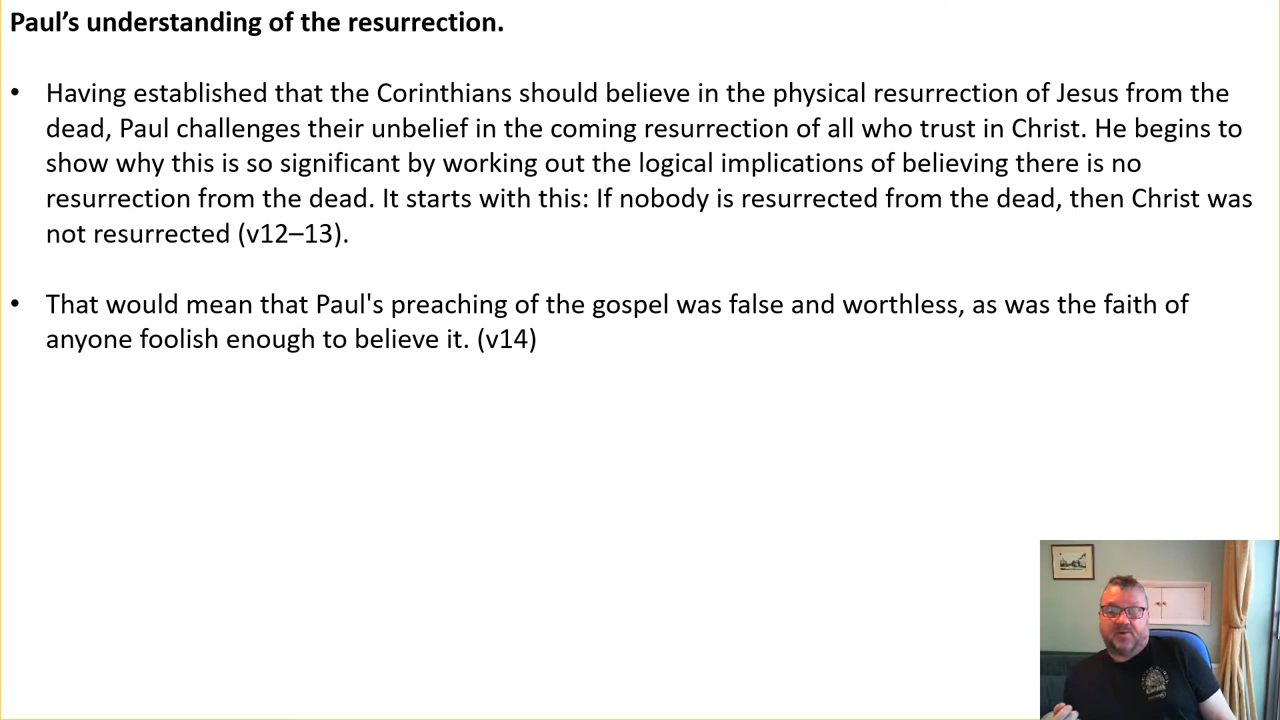 Paul’s understanding of the resurrection.
• Having established that the Corinthians should believe in the physical resurrection of Jesus from the
dead, Paul challenges their unbelief in the coming resurrection of all who trust in Christ. He begins to
show why this is so significant by working out the logical implications of believing there is no
resurrection from the dead. It starts with this: If nobody is resurrected from the dead, then Christ was
not resurrected (v12–13).
• That would mean that Paul's preaching of the gospel was false and worthless, as was the faith of
anyone foolish enough to believe it. (v14)